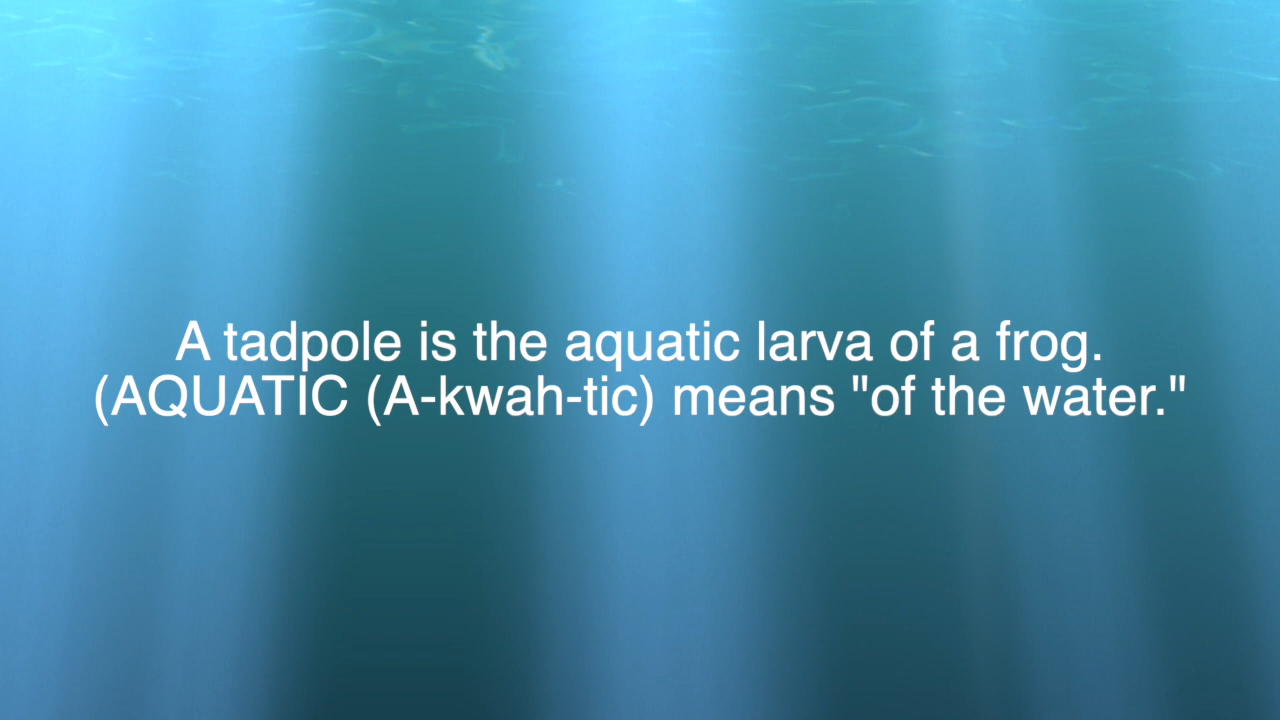 A tadpole is the aquatic larva of a frog.
(AQUATIC (A-kwah-tic) means "of the water."